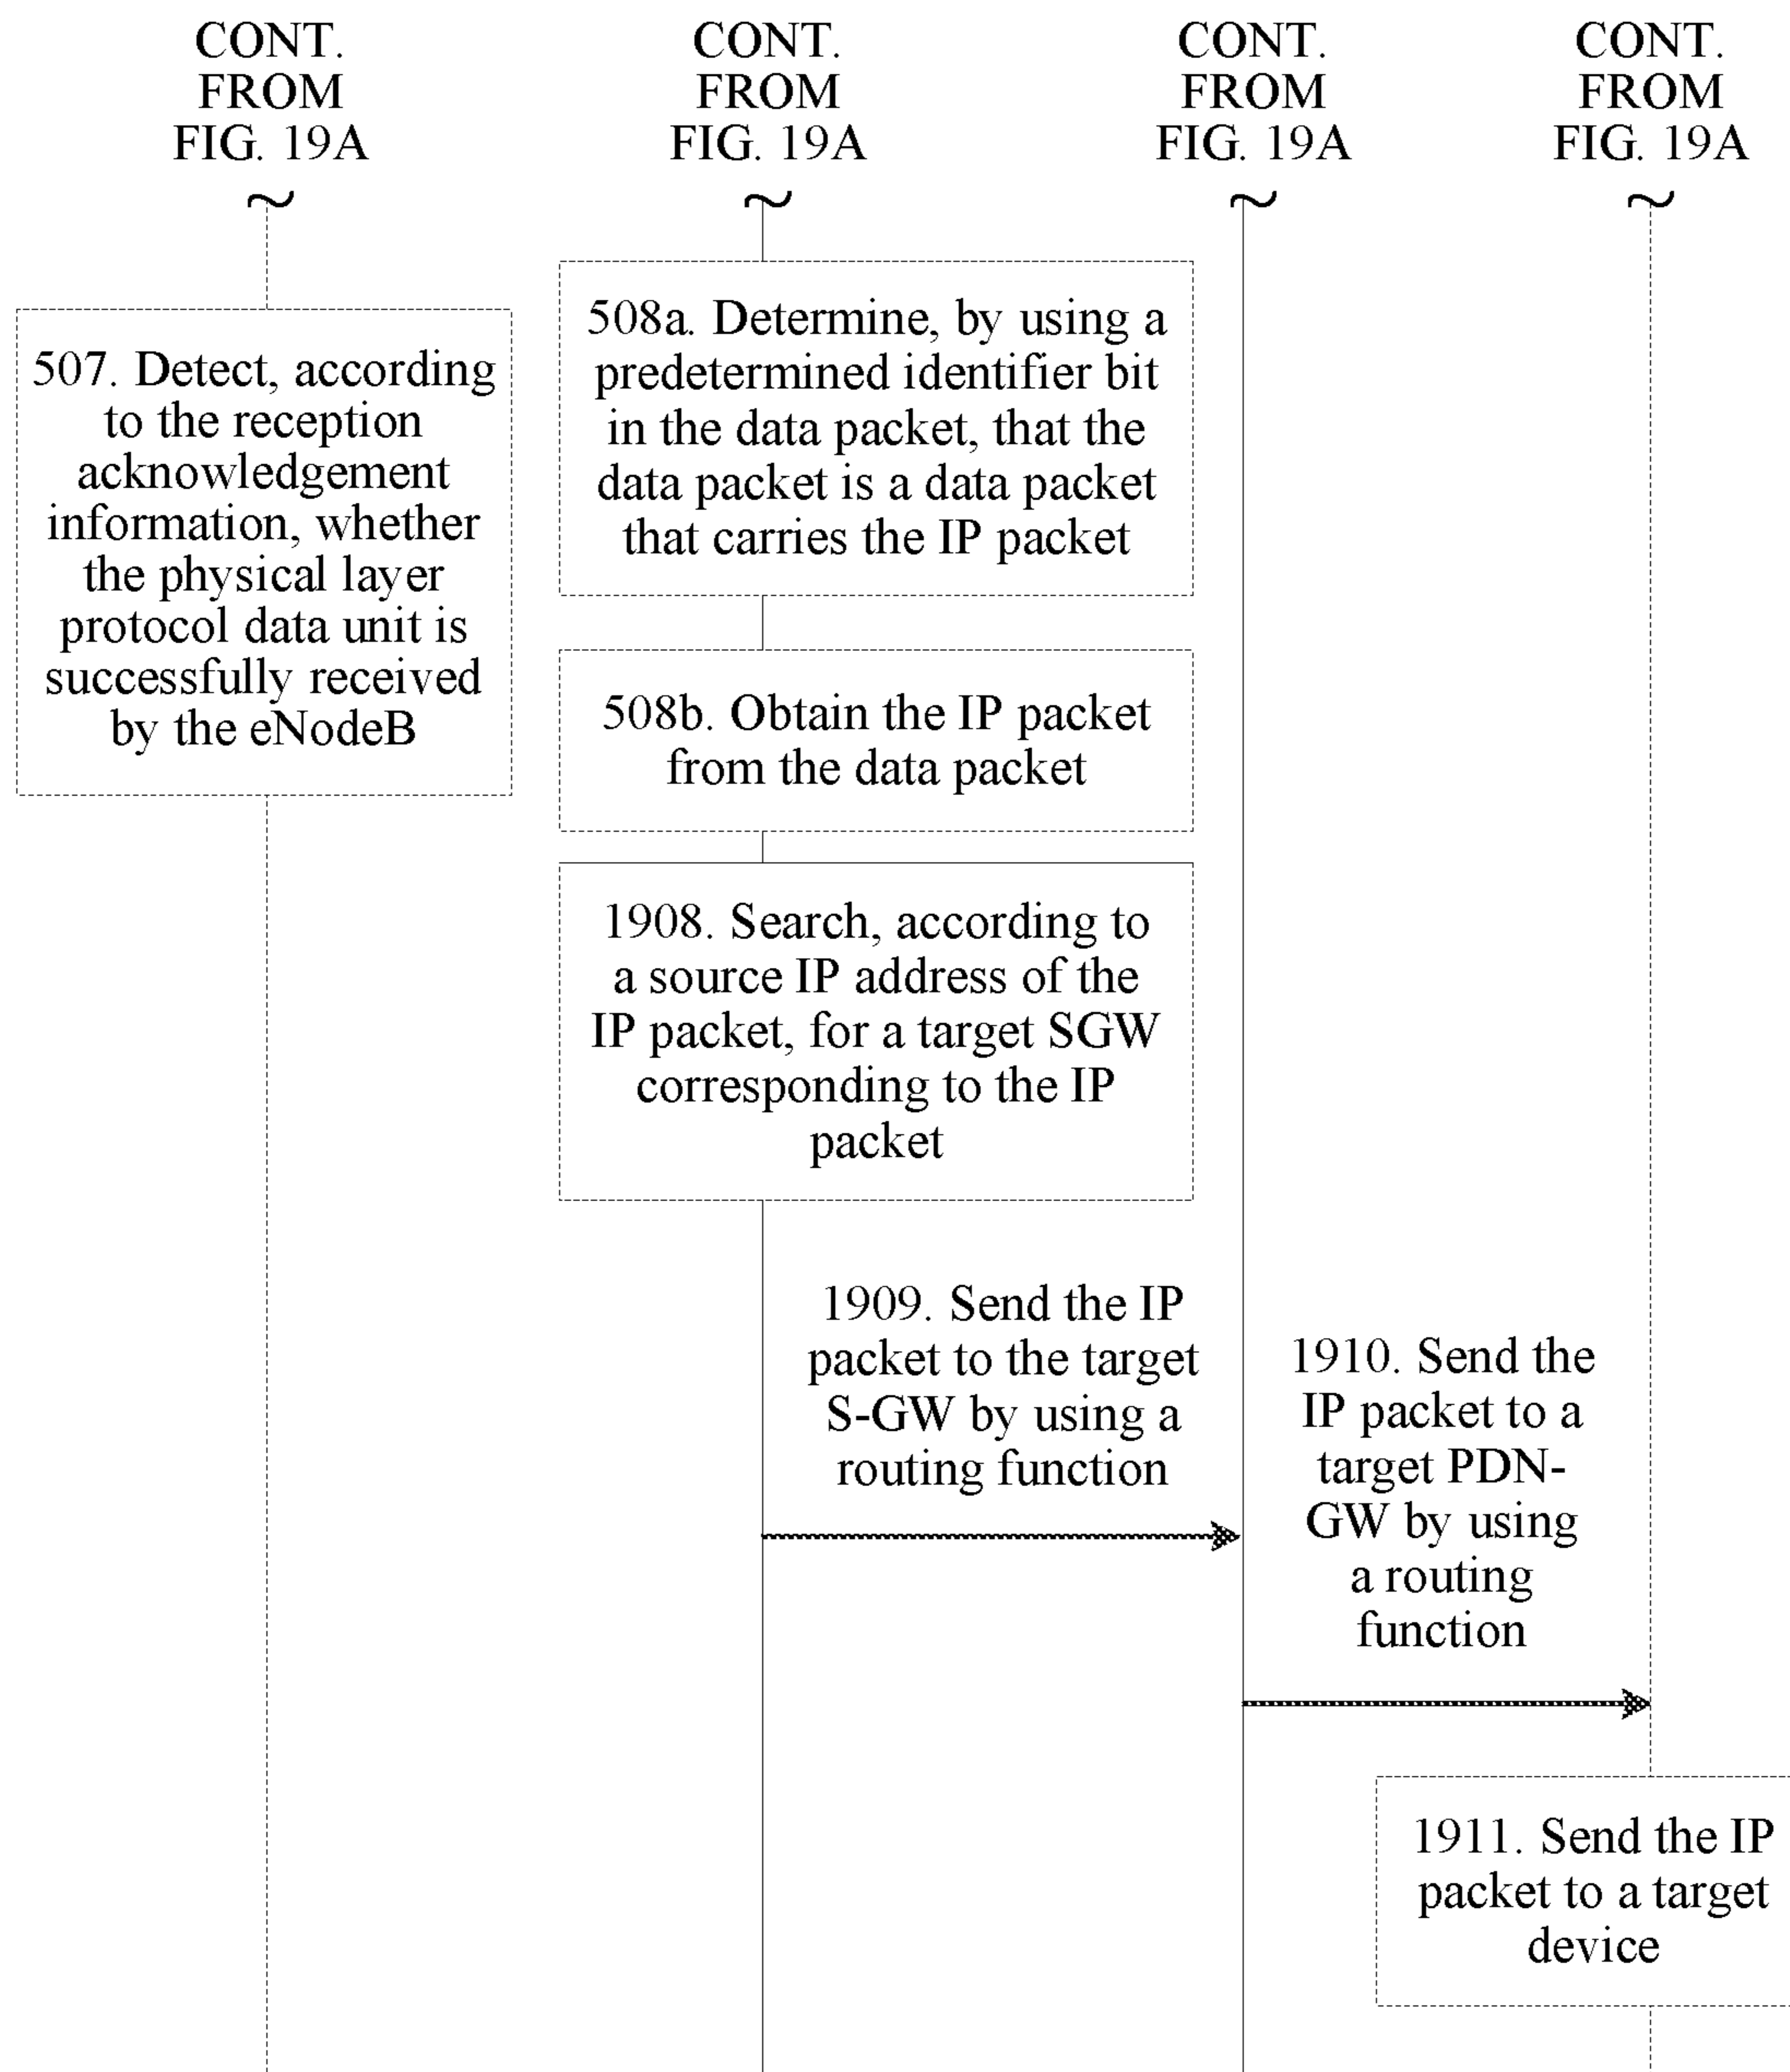 CONT.
FROM
FIG. 19A
CONT.
FROM
FIG. 19A
CONT.
FROM
FIG. 19A
CONT.
FROM
FIG. 19A
507. Detect, according
to the reception
acknowledgement
information, whether
the physical layer
protocol data unit is
successfully received
by the eNodeB
508a. Determine, by using a
predetermined identifier bit
in the data packet, that the
data packet is a data packet
that carries the IP packet
508b. Obtain the IP packet
from the data packet
1908. Search, according to
a source IP address of the
IP packet, for a target SGW
corresponding to the IP
packet
1909. Send the IP
packet to the target
S-GW by using a
routing function
1910. Send the
IP packet to a
target PDN-
GW by using
a routing
function
1911. Send the IP
packet to a target
device